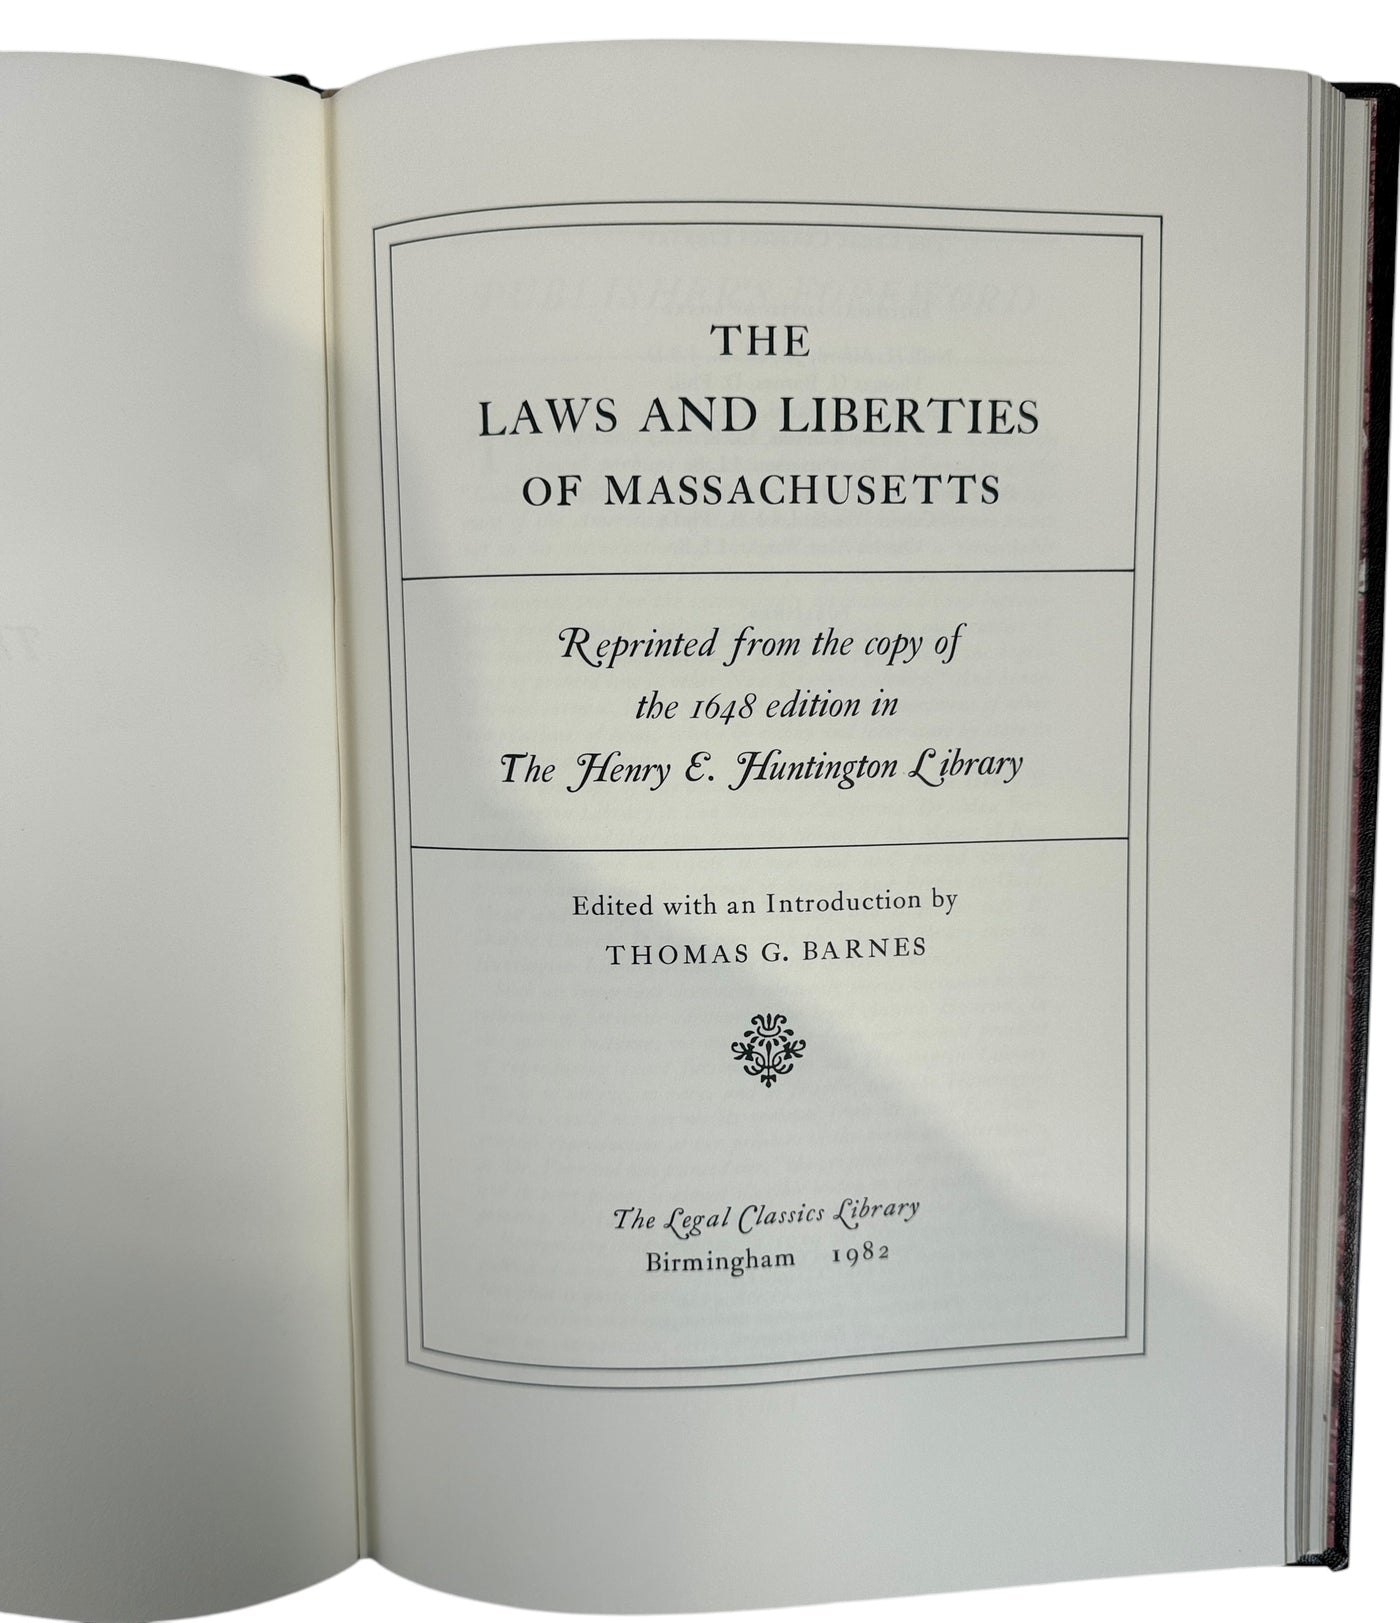 THE
LAWS AND LIBERTIES
OF MASSACHUSETTS
Reprinted from the copy of
the 1648 edition in
The Henry E. Huntington Library
Edited with an Introduction by
THOMAS G. BARNES
The Legal Classics Library
Birmingham 1982